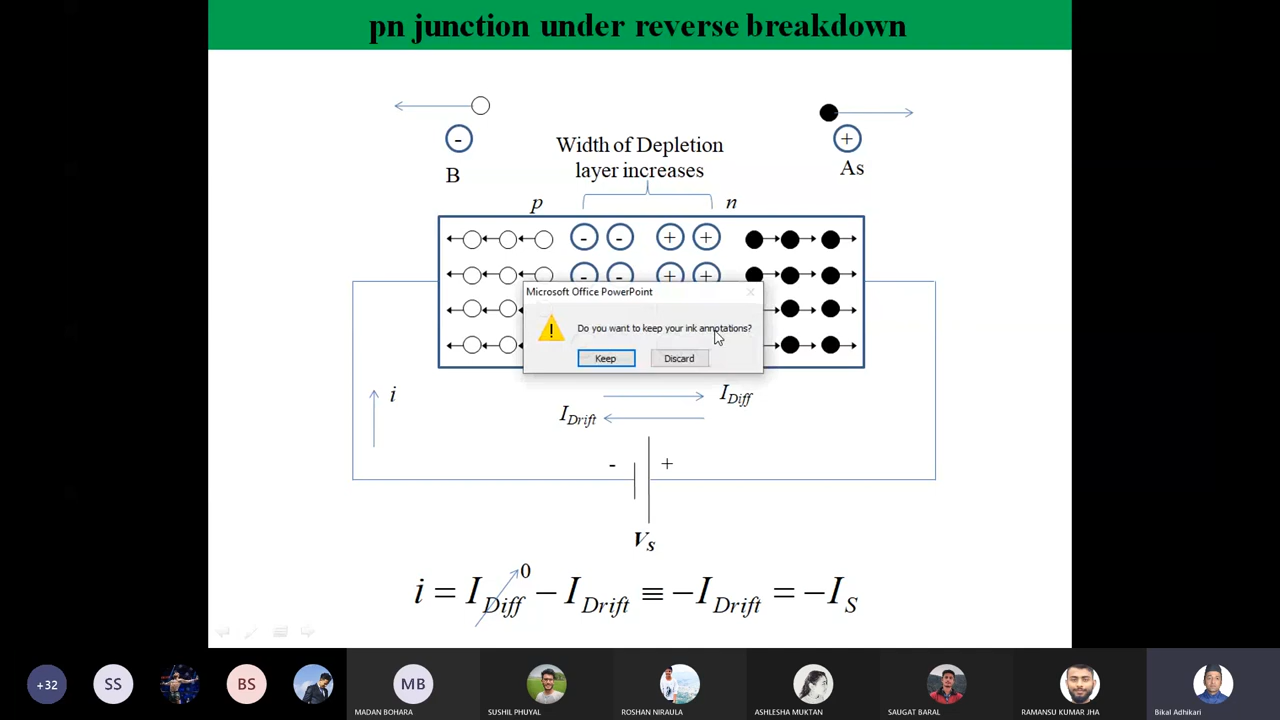 pn junction under reverse breakdown
-
+
B
As
Width of Depletion
layer increases
p
n
- - + +
- - + +
Microsoft Office PowerPoint
Do you want to keep your ink annotations?
Keep
Discard
i
I_Diff
I_Drift
- +
V_S
0
i = I_Diff − I_Drift ≡ −I_Drift = −I_S
+32
SS
BS
MB
MADAN BOHARA
SUSHIL PHUYAL
ROSHAN NIRAULA
ASHLESHA MUKTAN
SAUGAT BARAL
RAMANSU KUMAR JHA
Bikal Adhikari